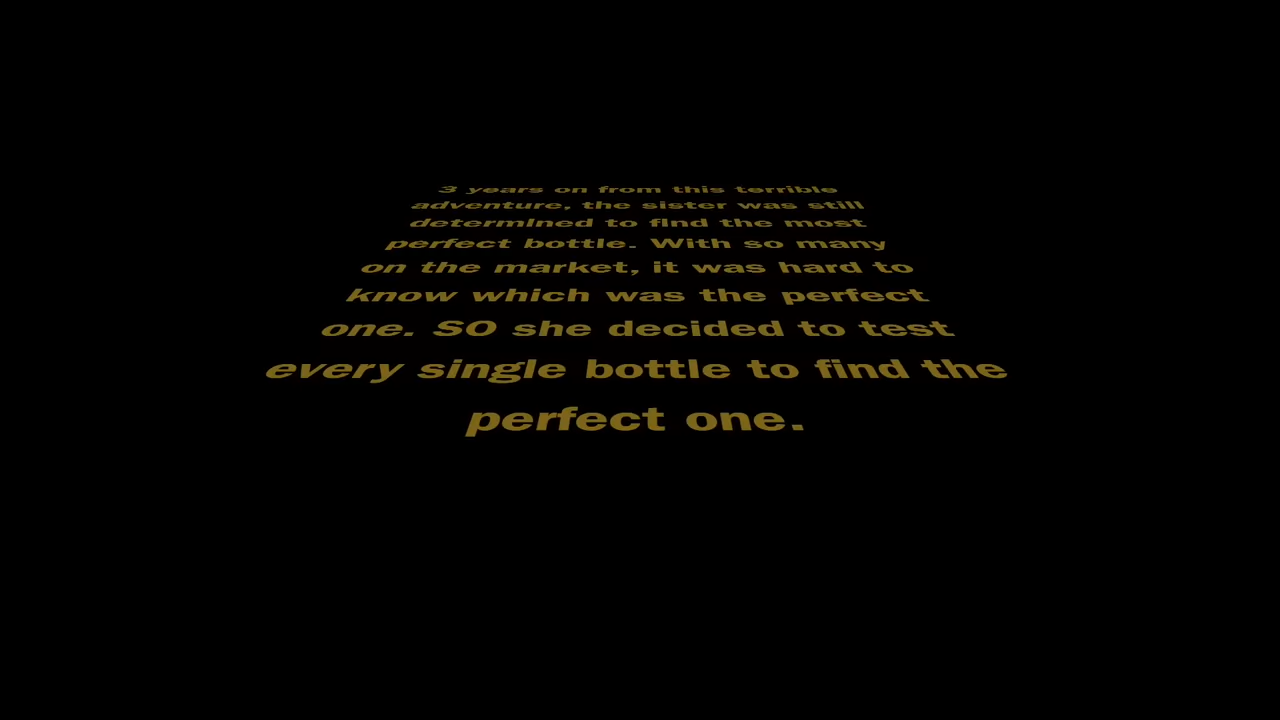 3 years on from this terrible
adventure, the sister was still
determined to find the most
perfect bottle. With so many
on the market, it was hard to
know which was the perfect
one. SO she decided to test
every single bottle to find the
perfect one.